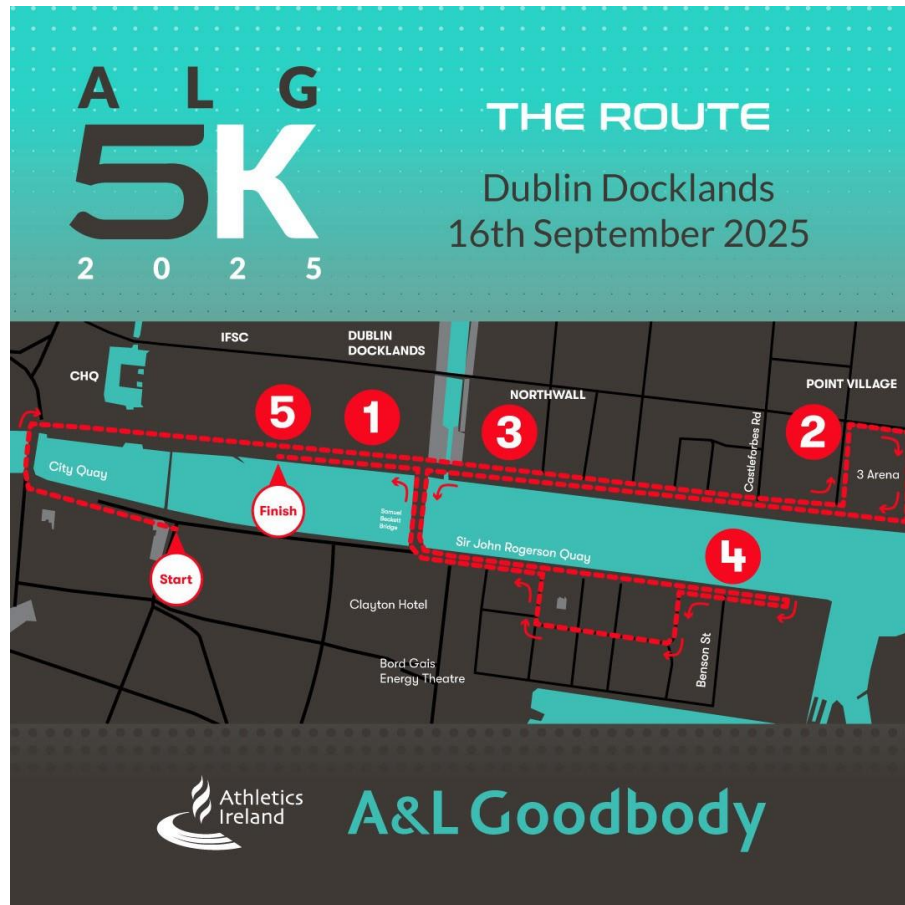 A L G
5K
2 0 2 5
THE ROUTE
Dublin Docklands
16th September 2025
IFSC
DUBLIN
DOCKLANDS
CHQ
NORTHWALL
POINT VILLAGE
5
1
3
2
Castleforbes Rd
3 Arena
City Quay
Finish
Samuel
Beckett
Bridge
Sir John Rogerson Quay
4
Start
Clayton Hotel
Benson St
Bord Gais
Energy Theatre
Athletics
Ireland
A&L Goodbody